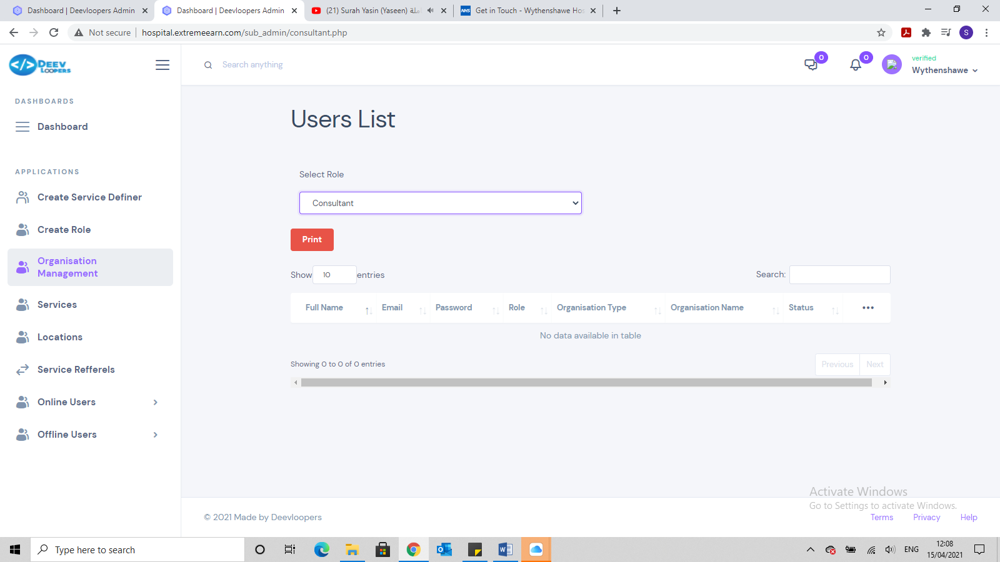 Dashboard | Deevloopers Admin
Dashboard | Deevloopers Admin
(21) Surah Yasin (Yaseen)
NHS
Get in Touch - Wythenshawe Hos
Not secure
hospital.extremeearn.com/sub_admin/consultant.php
S
</> DEEV LOOPERS
Search anything
0
0
verified
Wythenshawe
DASHBOARDS
Dashboard
APPLICATIONS
Create Service Definer
Create Role
Organisation
Management
Services
Locations
Service Refferels
Online Users
Offline Users
Users List
Select Role
Consultant
Print
Show 10 entries
Search:
Full Name Email Password Role Organisation Type Organisation Name Status •••
No data available in table
Showing 0 to 0 of 0 entries
Previous Next
Activate Windows
Go to Settings to activate Windows.
© 2021 Made by Deevloopers
Terms Privacy Help
Type here to search
ENG
12:08
15/04/2021